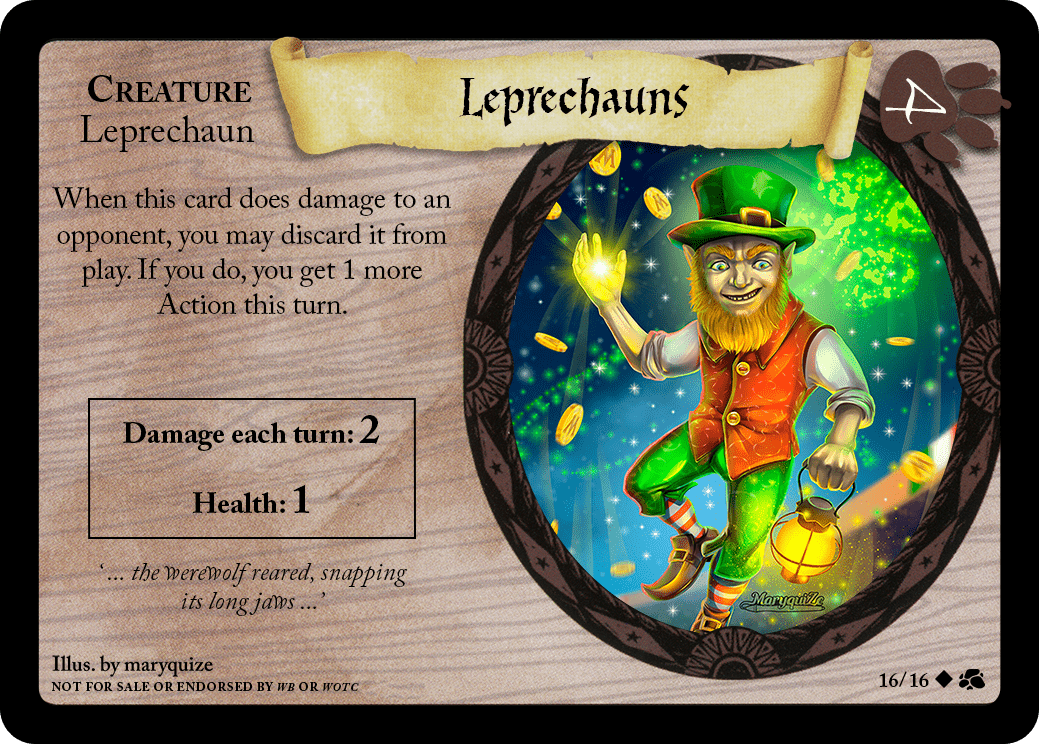 CREATURE
Leprechaun
Leprechauns
4
When this card does damage to an
opponent, you may discard it from
play. If you do, you get 1 more
Action this turn.
Damage each turn: 2
Health: 1
‘ ... the werewolf reared, snapping
its long jaws ...’
MaryquiZe
Illus. by maryquize
NOT FOR SALE OR ENDORSED BY WB OR WOTC
16/16